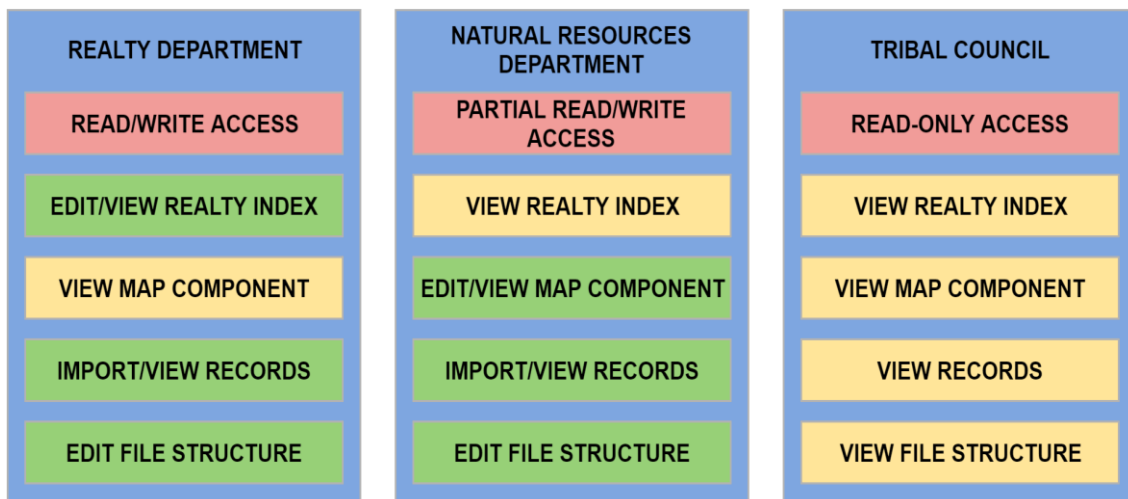 REALTY DEPARTMENT
READ/WRITE ACCESS
EDIT/VIEW REALTY INDEX
VIEW MAP COMPONENT
IMPORT/VIEW RECORDS
EDIT FILE STRUCTURE
NATURAL RESOURCES
DEPARTMENT
PARTIAL READ/WRITE
ACCESS
VIEW REALTY INDEX
EDIT/VIEW MAP COMPONENT
IMPORT/VIEW RECORDS
EDIT FILE STRUCTURE
TRIBAL COUNCIL
READ-ONLY ACCESS
VIEW REALTY INDEX
VIEW MAP COMPONENT
VIEW RECORDS
VIEW FILE STRUCTURE